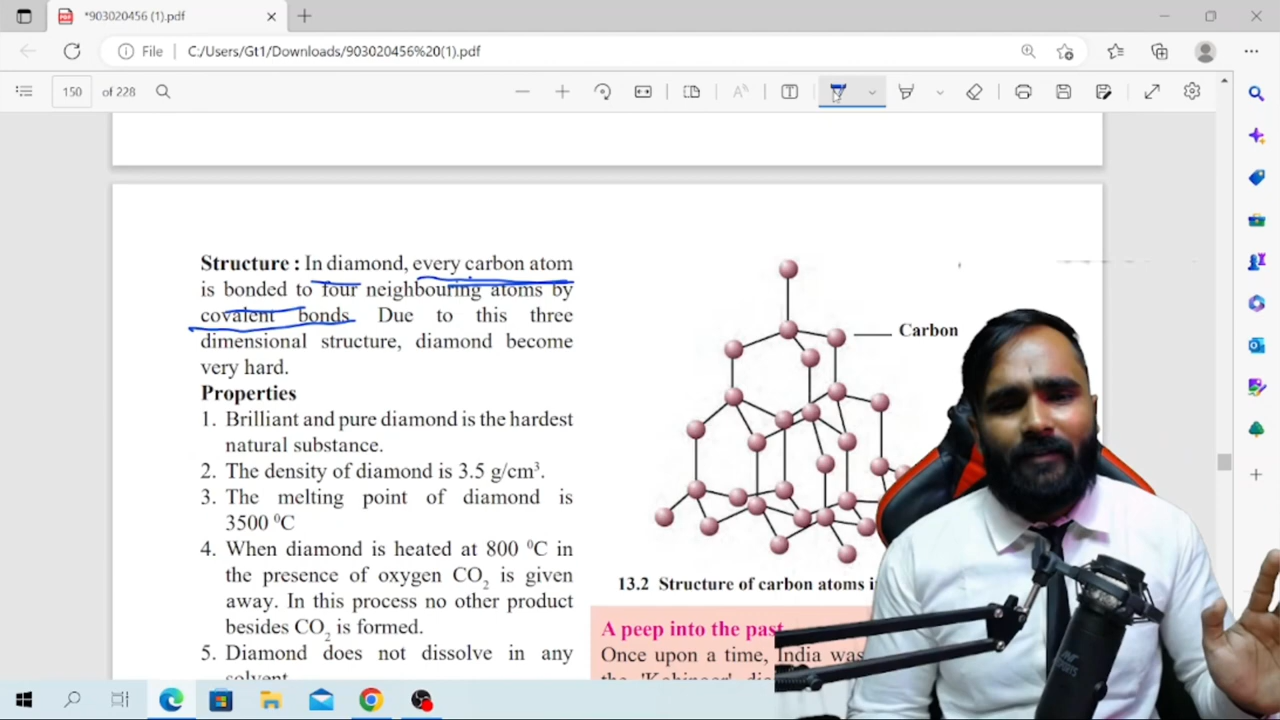 *903020456 (1).pdf
File
C:/Users/Gt1/Downloads/903020456%20(1).pdf
150 of 228
Structure : In diamond, every carbon atom
is bonded to four neighbouring atoms by
covalent bonds. Due to this three
dimensional structure, diamond become
very hard.
Properties
1. Brilliant and pure diamond is the hardest
natural substance.
2. The density of diamond is 3.5 g/cm³.
3. The melting point of diamond is
3500 ⁰C
4. When diamond is heated at 800 ⁰C in
the presence of oxygen CO₂ is given
away. In this process no other product
besides CO₂ is formed.
5. Diamond does not dissolve in any
solvent
Carbon
13.2 Structure of carbon atoms
A peep into the past
Once upon a time, India was
the 'Kohinoor'